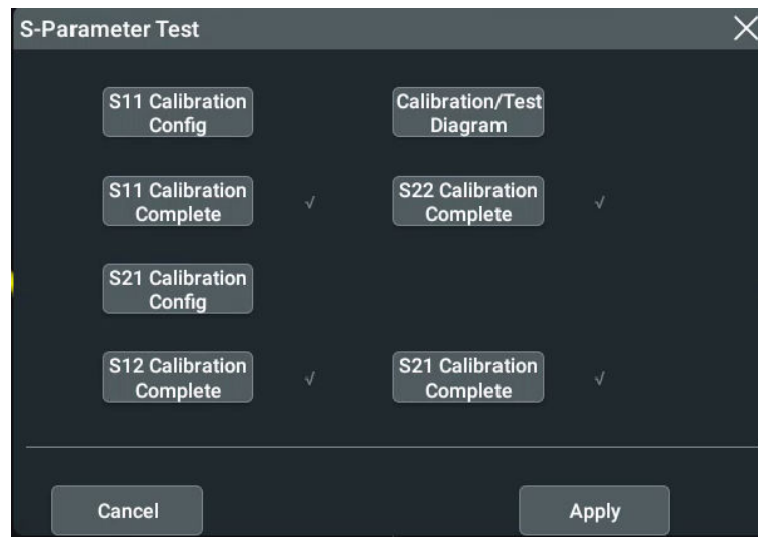 S-Parameter Test
S11 Calibration
Config
Calibration/Test
Diagram
S11 Calibration
Complete
√
S22 Calibration
Complete
√
S21 Calibration
Config
S12 Calibration
Complete
√
S21 Calibration
Complete
√
Cancel
Apply